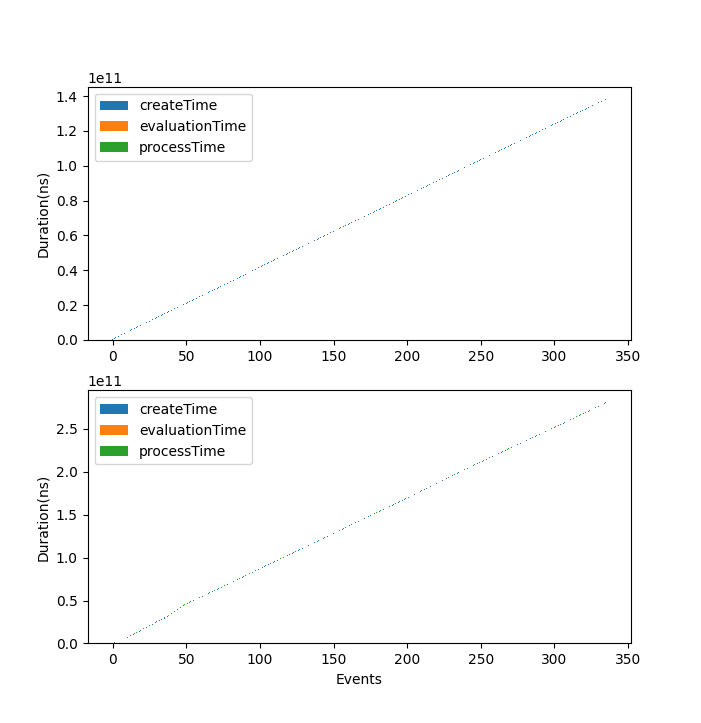 1e11
1.4
1.2
1.0
0.8
0.6
0.4
0.2
0.0
Duration(ns)
createTime
evaluationTime
processTime
0 50 100 150 200 250 300 350
1e11
2.5
2.0
1.5
1.0
0.5
0.0
Duration(ns)
createTime
evaluationTime
processTime
0 50 100 150 200 250 300 350
Events